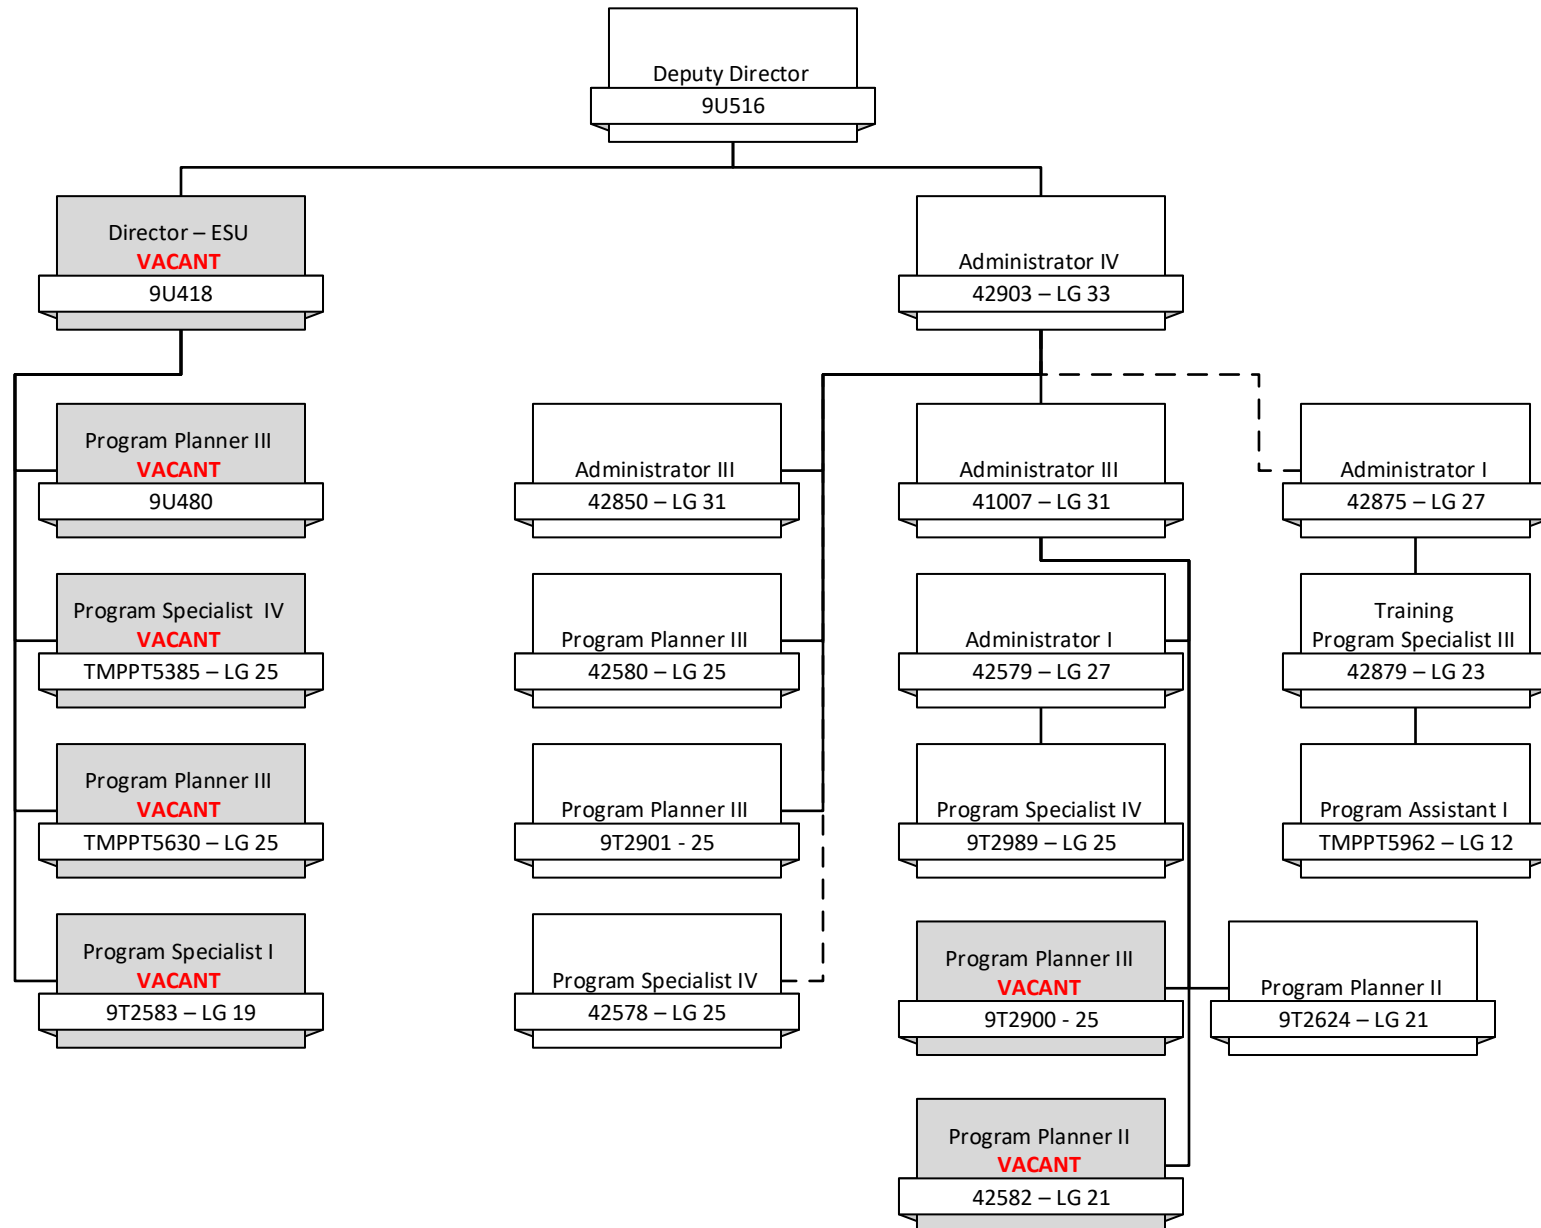 Deputy Director
9U516
Director – ESU
VACANT
9U418
Administrator IV
42903 – LG 33
Program Planner III
VACANT
9U480
Administrator III
42850 – LG 31
Administrator III
41007 – LG 31
Administrator I
42875 – LG 27
Program Specialist  IV
VACANT
TMPPT5385 – LG 25
Program Planner III
42580 – LG 25
Administrator I
42579 – LG 27
Training
Program Specialist III
42879 – LG 23
Program Planner III
VACANT
TMPPT5630 – LG 25
Program Planner III
9T2901 - 25
Program Specialist IV
9T2989 – LG 25
Program Assistant I
TMPPT5962 – LG 12
Program Specialist I
VACANT
9T2583 – LG 19
Program Specialist IV
42578 – LG 25
Program Planner III
VACANT
9T2900 - 25
Program Planner II
9T2624 – LG 21
Program Planner II
VACANT
42582 – LG 21